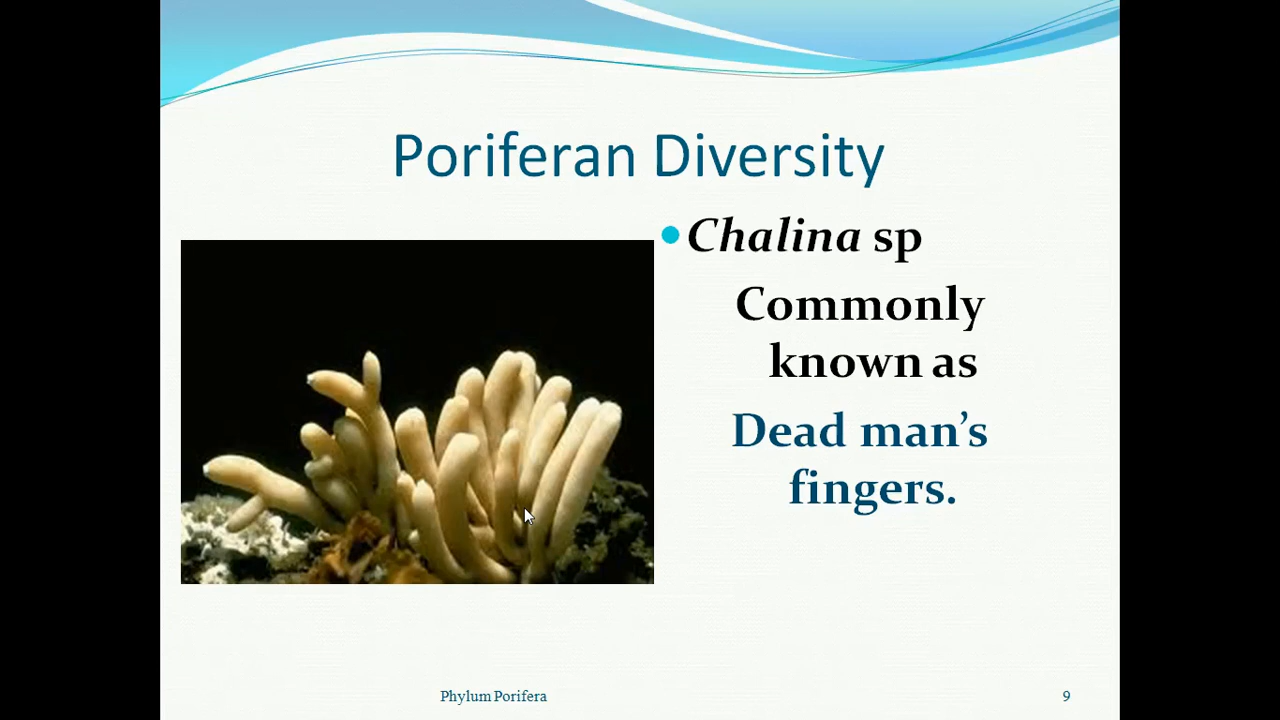 Poriferan Diversity
Chalina sp
Commonly
known as
Dead man’s
fingers.
Phylum Porifera
9